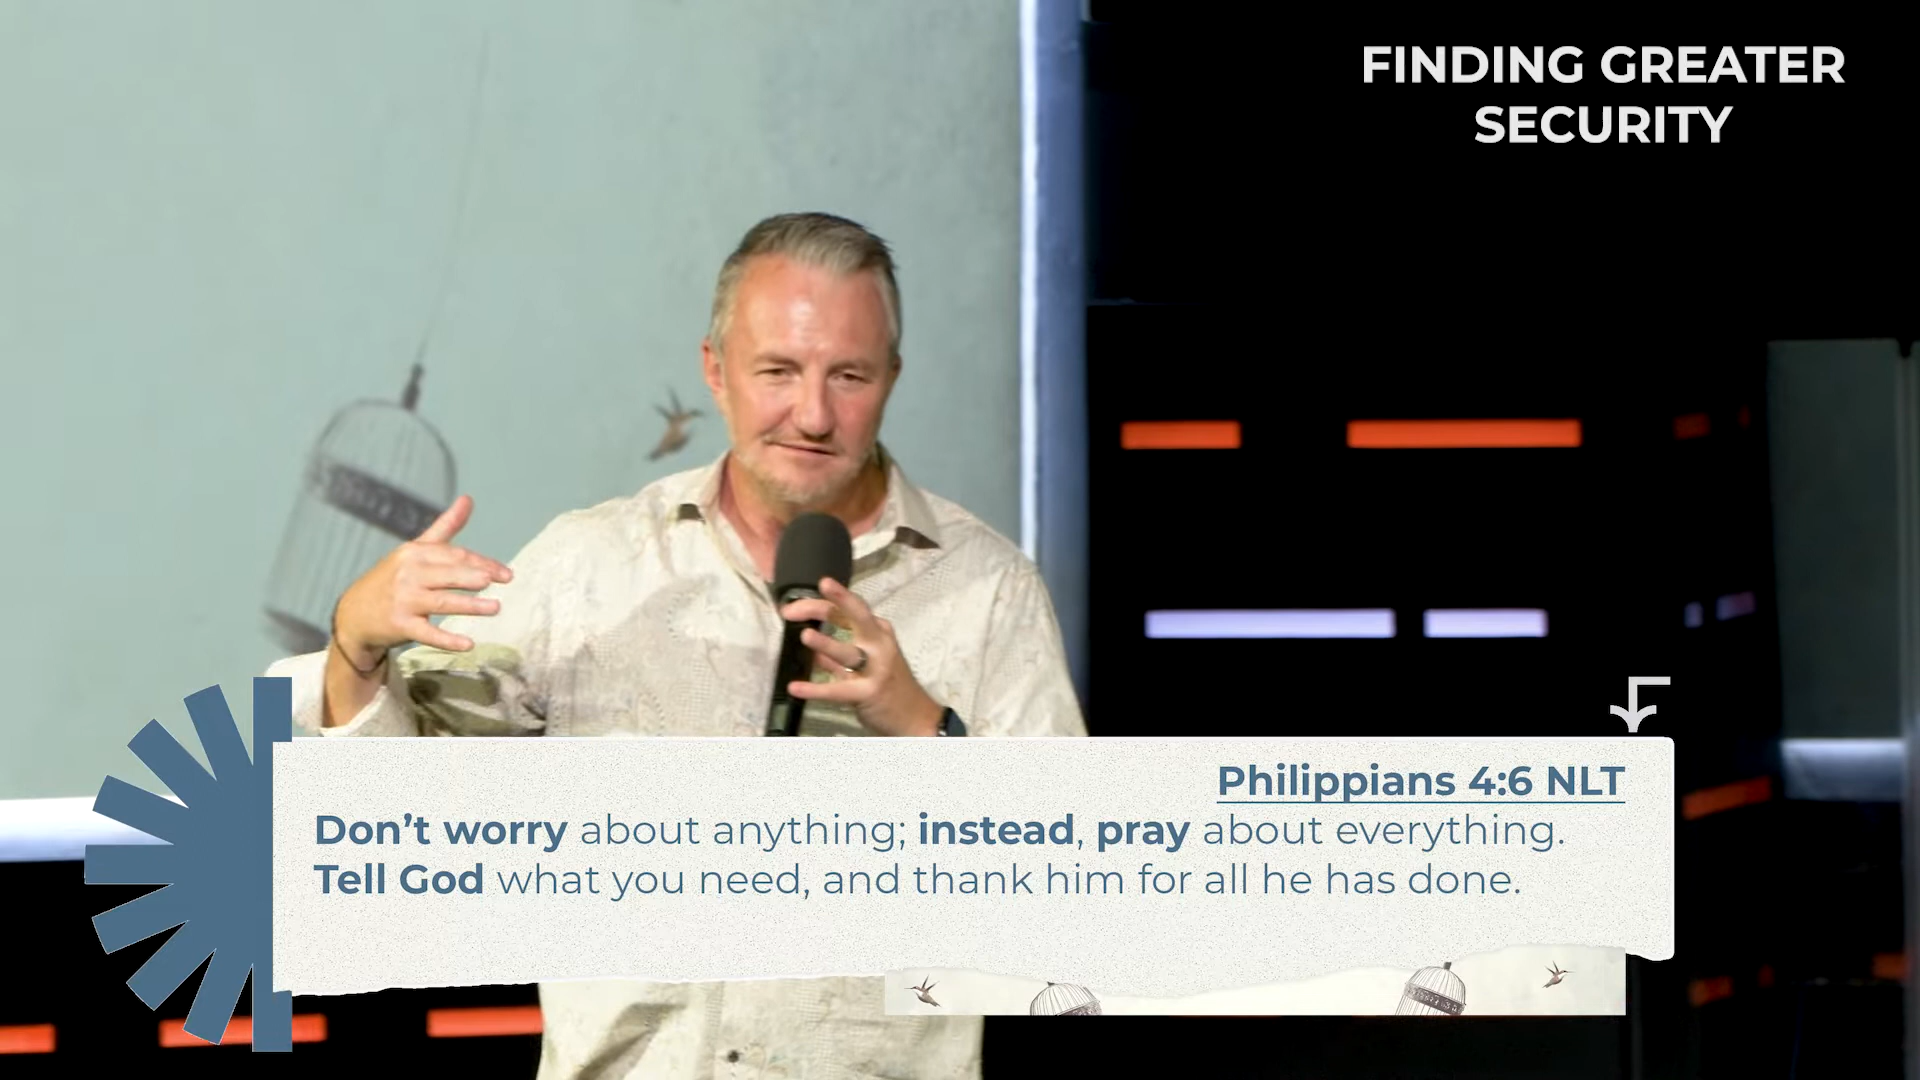 FINDING GREATER
SECURITY
Philippians 4:6 NLT
Don’t worry about anything; instead, pray about everything.
Tell God what you need, and thank him for all he has done.